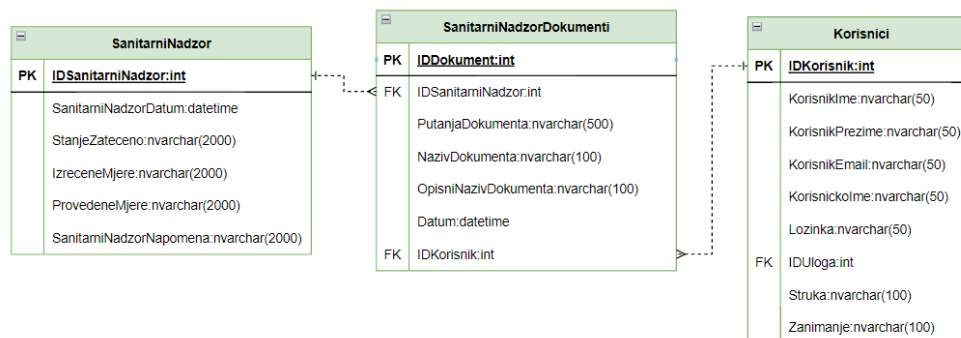 SanitarniNadzor
PK IDSanitarniNadzor:int
SanitarniNadzorDatum:datetime
StanjeZateceno:nvarchar(2000)
IzreceneMjere:nvarchar(2000)
ProvedeneMjere:nvarchar(2000)
SanitarniNadzorNapomena:nvarchar(2000)
SanitarniNadzorDokumenti
PK IDDokument:int
FK IDSanitarniNadzor:int
PutanjaDokumenta:nvarchar(500)
NazivDokumenta:nvarchar(100)
OpisniNazivDokumenta:nvarchar(100)
Datum:datetime
FK IDKorisnik:int
Korisnici
PK IDKorisnik:int
KorisnikIme:nvarchar(50)
KorisnikPrezime:nvarchar(50)
KorisnikEmail:nvarchar(50)
KorisnickoIme:nvarchar(50)
Lozinka:nvarchar(50)
FK IDUloga:int
Struka:nvarchar(100)
Zanimanje:nvarchar(100)